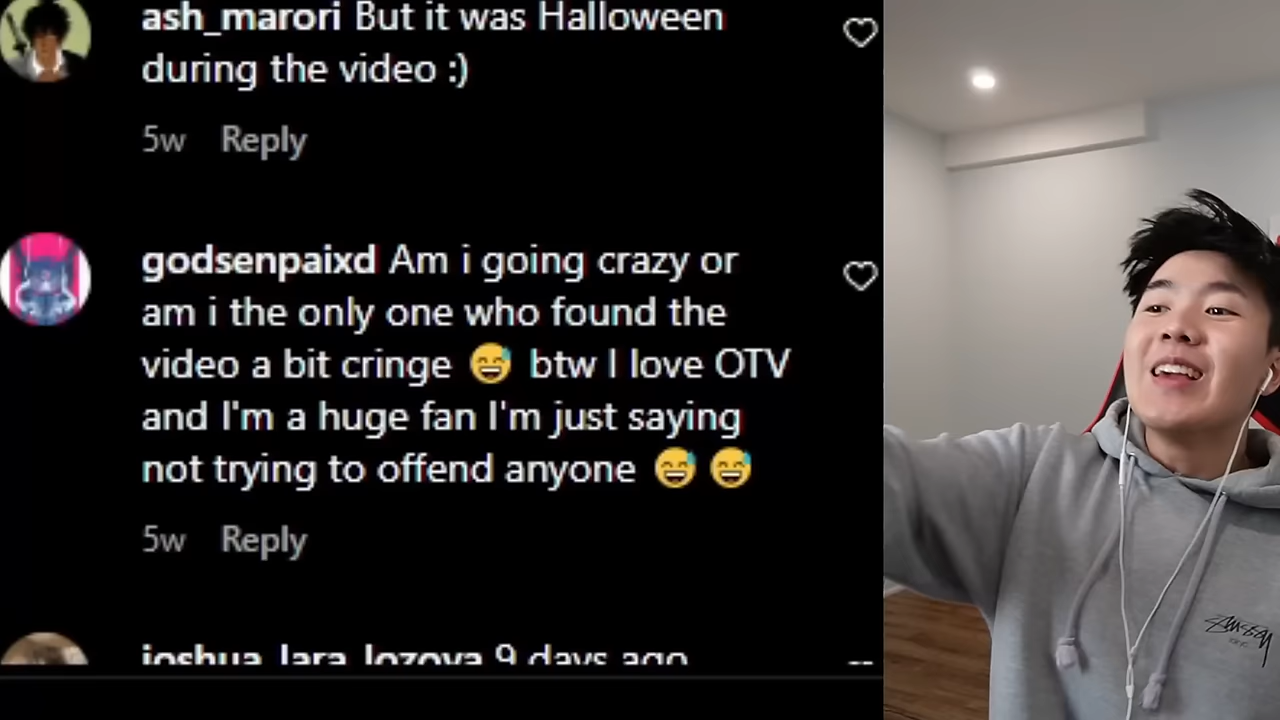 ash_marori But it was Halloween
during the video :)
5w Reply
godsenpaixd Am i going crazy or
am i the only one who found the
video a bit cringe 😅 btw I love OTV
and I'm a huge fan I'm just saying
not trying to offend anyone 😅 😅
5w Reply
joshua_lara_lozoya 9 days ago
STUSSY